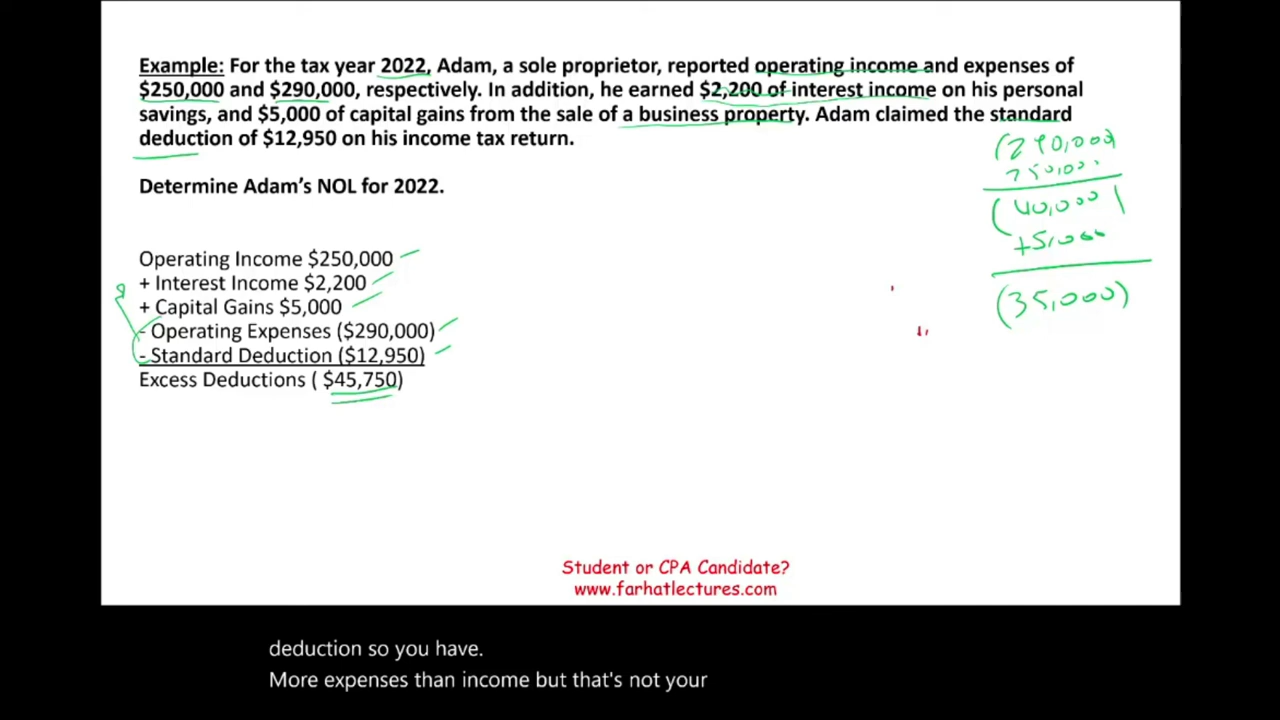 Example: For the tax year 2022, Adam, a sole proprietor, reported operating income and expenses of
$250,000 and $290,000, respectively. In addition, he earned $2,200 of interest income on his personal
savings, and $5,000 of capital gains from the sale of a business property. Adam claimed the standard
deduction of $12,950 on his income tax return.
Determine Adam's NOL for 2022.
(290,000)
250,000
(40,000)
+5,000
(35,000)
Operating Income $250,000
+ Interest Income $2,200
+ Capital Gains $5,000
- Operating Expenses ($290,000)
- Standard Deduction ($12,950)
Excess Deductions ( $45,750)
Student or CPA Candidate?
www.farhatlectures.com
deduction so you have.
More expenses than income but that's not your